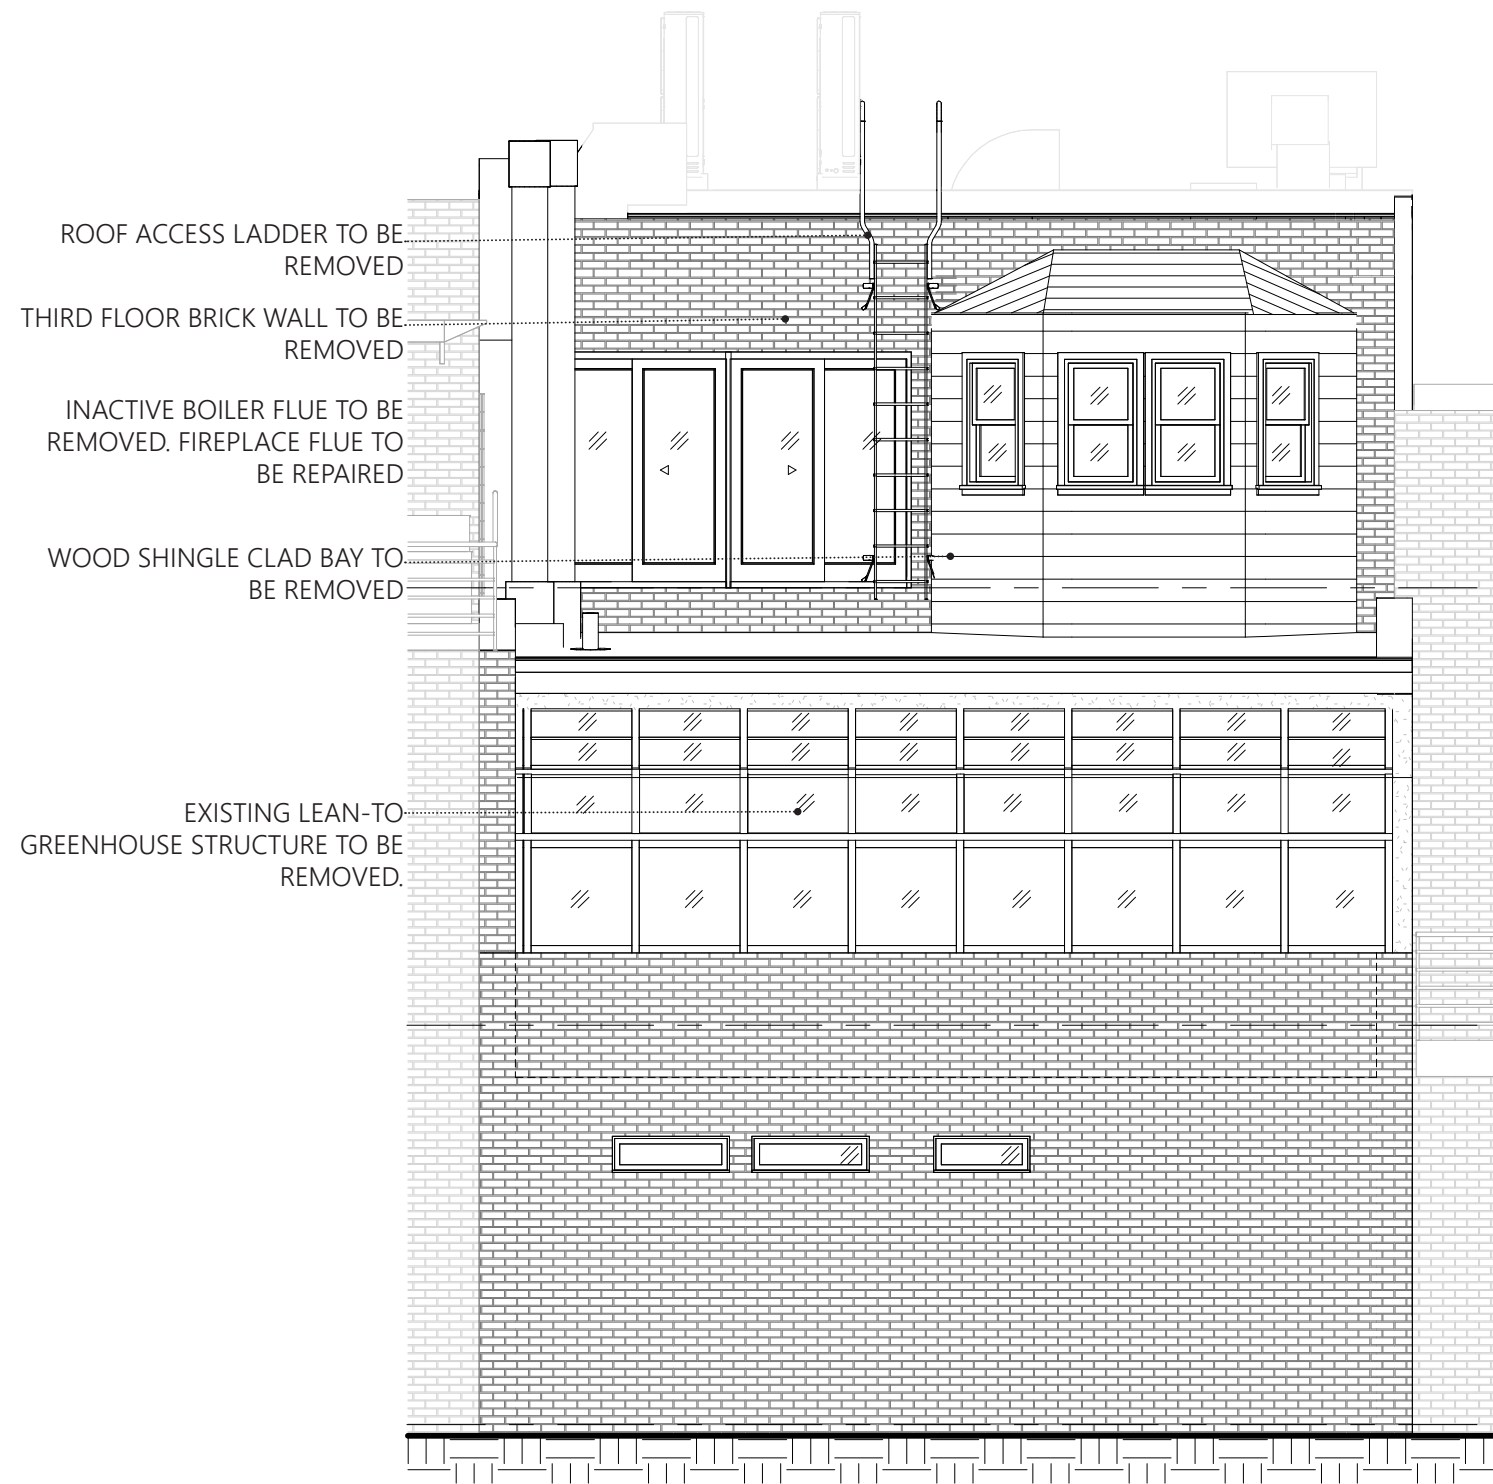 ROOF ACCESS LADDER TO BE
REMOVED
THIRD FLOOR BRICK WALL TO BE
REMOVED
INACTIVE BOILER FLUE TO BE
REMOVED. FIREPLACE FLUE TO
BE REPAIRED
WOOD SHINGLE CLAD BAY TO
BE REMOVED
EXISTING LEAN-TO
GREENHOUSE STRUCTURE TO BE
REMOVED.